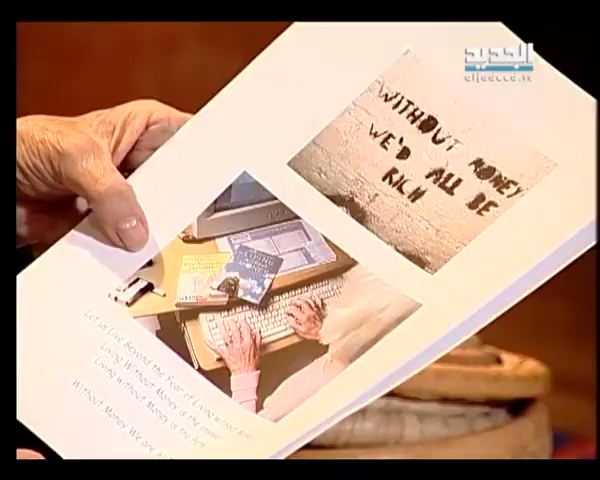 الجديد
aljadeed.tv
WITHOUT MONEY
WE'D ALL BE
RICH
Let us Live Beyond the Fear of Living without
Living Without Money is the
Living without Money is the
Without Money We are